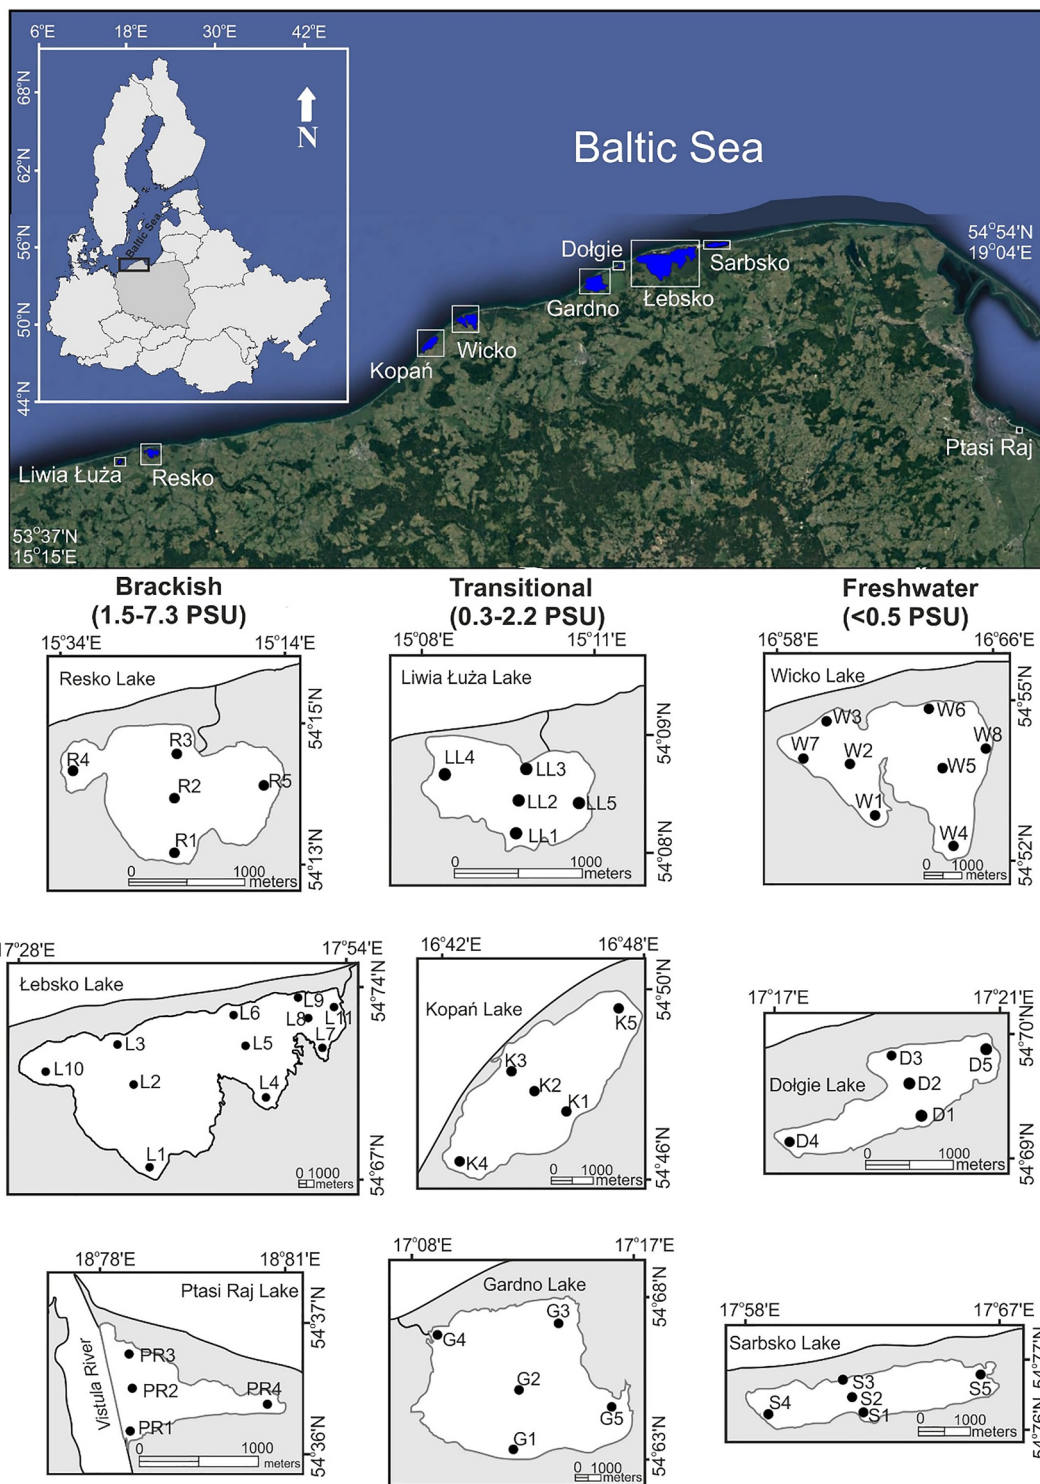 6°E 18°E 30°E 42°E
68°N
62°N
56°N
50°N
44°N
N
Baltic Sea
Baltic Sea
54°54'N
19°04'E
Dołgie
Sarbsko
Gardno
Łebsko
Wicko
Kopań
Ptasi Raj
Liwia Łuża
Resko
53°37'N
15°15'E
Brackish
(1.5-7.3 PSU)
Transitional
(0.3-2.2 PSU)
Freshwater
(<0.5 PSU)
15°34'E 15°14'E
Resko Lake
54°15'N
R3
R4
R5
R2
R1
0 1000
meters
54°13'N
15°08'E 15°11'E
Liwia Łuża Lake
54°09'N
LL4
LL3
LL2
LL5
LL1
0 1000
meters
54°08'N
16°58'E 16°66'E
Wicko Lake
54°55'N
W6
W3
W8
W7
W2
W5
W1
W4
0 1000
meters
54°52'N
17°28'E 17°54'E
Łebsko Lake
54°74'N
L9
L6
L8
L11
L3
L5
L7
L10
L2
L4
L1
0 1000
meters
54°67'N
16°42'E 16°48'E
54°50'N
Kopań Lake
K5
K3
K2
K1
K4
0 1000
meters
54°46'N
17°17'E 17°21'E
54°70'N
D3
D5
Dołgie Lake
D2
D1
D4
0 1000
meters
54°69'N
18°78'E 18°81'E
Ptasi Raj Lake
54°37'N
Vistula River
PR3
PR2
PR4
PR1
0 1000
meters
54°36'N
17°08'E 17°17'E
Gardno Lake
54°68'N
G3
G4
G2
G5
G1
0 1000
meters
54°63'N
17°58'E 17°67'E
Sarbsko Lake
54°77'N
S3
S5
S4
S2
S1
0 1000
meters
54°76'N